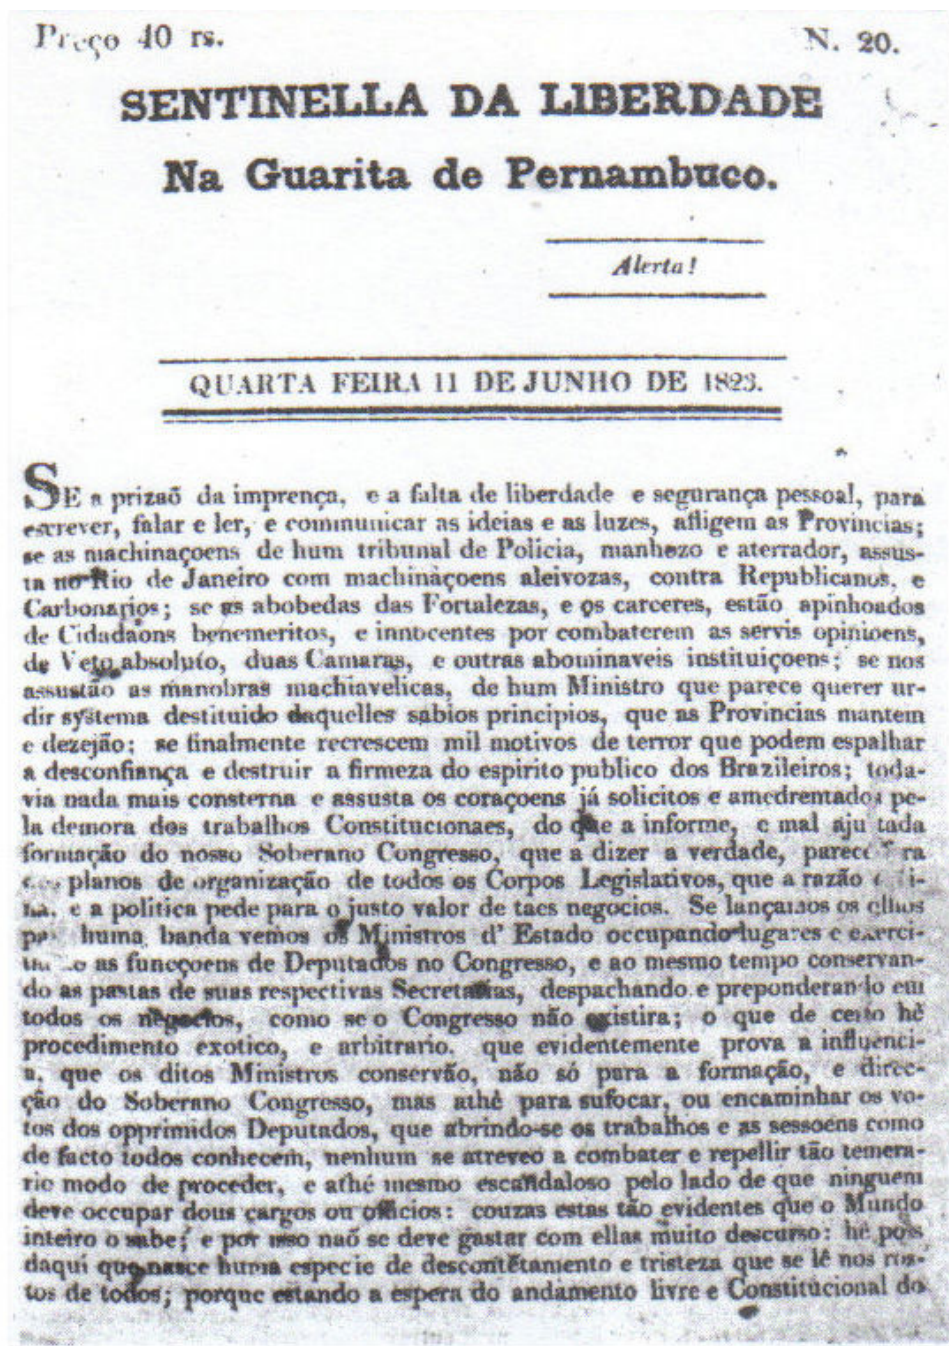 Preço 40 rs.
N. 20.
SENTINELLA DA LIBERDADE
Na Guarita de Pernambuco.
Alerta!
QUARTA FEIRA 11 DE JUNHO DE 1823.
SE a prizaõ da imprença, e a falta de liberdade e segurança pessoal, para
escrever, falar e ler, e communicar as ideias e as luzes, afligem as Provincias;
se as machinaçoens de hum tribunal de Policia, manhozo e aterrador, assus-
ta no Rio de Janeiro com machinaçoens aleivozas, contra Republicanos, e
Carbonarios; se as abobedas das Fortalezas, e os carceres, estão apinhoados
de Cidadãons benemeritos, e innocentes por combaterem as servis opinioens,
de Veto absoluto, duas Camaras, e outras abominaveis instituiçoens; se nos
assustão as manobras machiavelicas, de hum Ministro que parece querer ur-
dir systema destituido daquelles sabios principios, que as Provincias mantem
e dezejão; se finalmente recrescem mil motivos de terror que podem espalhar
a desconfiança e destruir a firmeza do espirito publico dos Brazileiros; toda-
via nada mais consterna e assusta os coraçoens já solicitos e amedrentados pe-
la demora dos trabalhos Constitucionaes, do que a informe, e mal aju tada
formação do nosso Soberano Congresso, que a dizer a verdade, parece
planos de organização de todos os Corpos Legislativos, que a razão
e a politica pede para o justo valor de taes negocios. Se lançamos os olhos
huma banda vemos os Ministros d' Estado occupando lugares e exerci-
as funcçoens de Deputados no Congresso, e ao mesmo tempo conservan-
do as pastas de suas respectivas Secretarias, despachando e preponderando em
todos os negocios, como se o Congresso não existira; o que de certo hé
procedimento exotico, e arbitrario. que evidentemente prova a influenci-
a, que os ditos Ministros conservão, não só para a formação, e direc-
ção do Soberano Congresso, mas athé para sufocar, ou encaminhar os vo-
tos dos opprimidos Deputados, que abrindo-se os trabalhos e as sessoens como
de facto todos conhecem, nenhum se atreveo a combater e repellir tão temera-
rio modo de proceder, e athé mesmo escandaloso pelo lado de que ninguem
deve occupar dous cargos ou officios: couzas estas tão evidentes que o Mundo
inteiro o sabe; e por isso naõ se deve gastar com ellas muito descurso: hé pois
daqui que nasce huma especie de descontẽtamento e tristeza que se lê nos ros-
tos de todos; porque estando a espera do andamento livre e Constitucional do